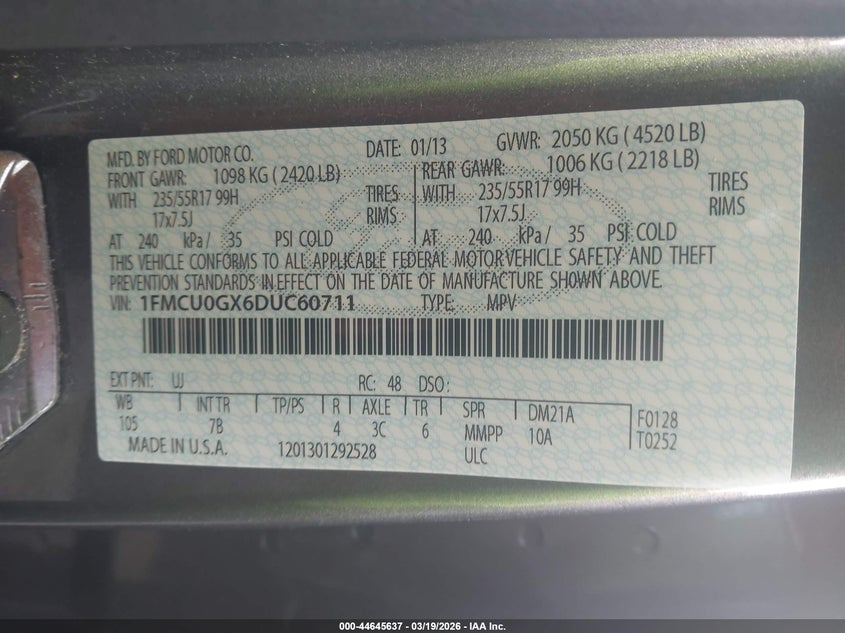 MFD. BY FORD MOTOR CO. DATE: 01/13 GVWR: 2050 KG ( 4520 LB)
FRONT GAWR: 1098 KG ( 2420 LB) REAR GAWR: 1006 KG ( 2218 LB)
WITH 235/55R17 99H TIRES WITH 235/55R17 99H TIRES
17x7.5J RIMS 17x7.5J RIMS
AT 240 kPa / 35 PSI COLD AT 240 kPa / 35 PSI COLD
THIS VEHICLE CONFORMS TO ALL APPLICABLE FEDERAL MOTOR VEHICLE SAFETY AND THEFT
PREVENTION STANDARDS IN EFFECT ON THE DATE OF MANUFACTURE SHOWN ABOVE.
VIN: 1FMCU0GX6DUC60711 TYPE: MPV
EXT PNT: UJ RC: 48 DSO:
WB INT TR TP/PS R AXLE TR SPR DM21A F0128
105 7B 4 3C 6 MMPP 10A T0252
MADE IN U.S.A. 1201301292528 ULC
000-44645637 - 03/19/2026 - IAA Inc.